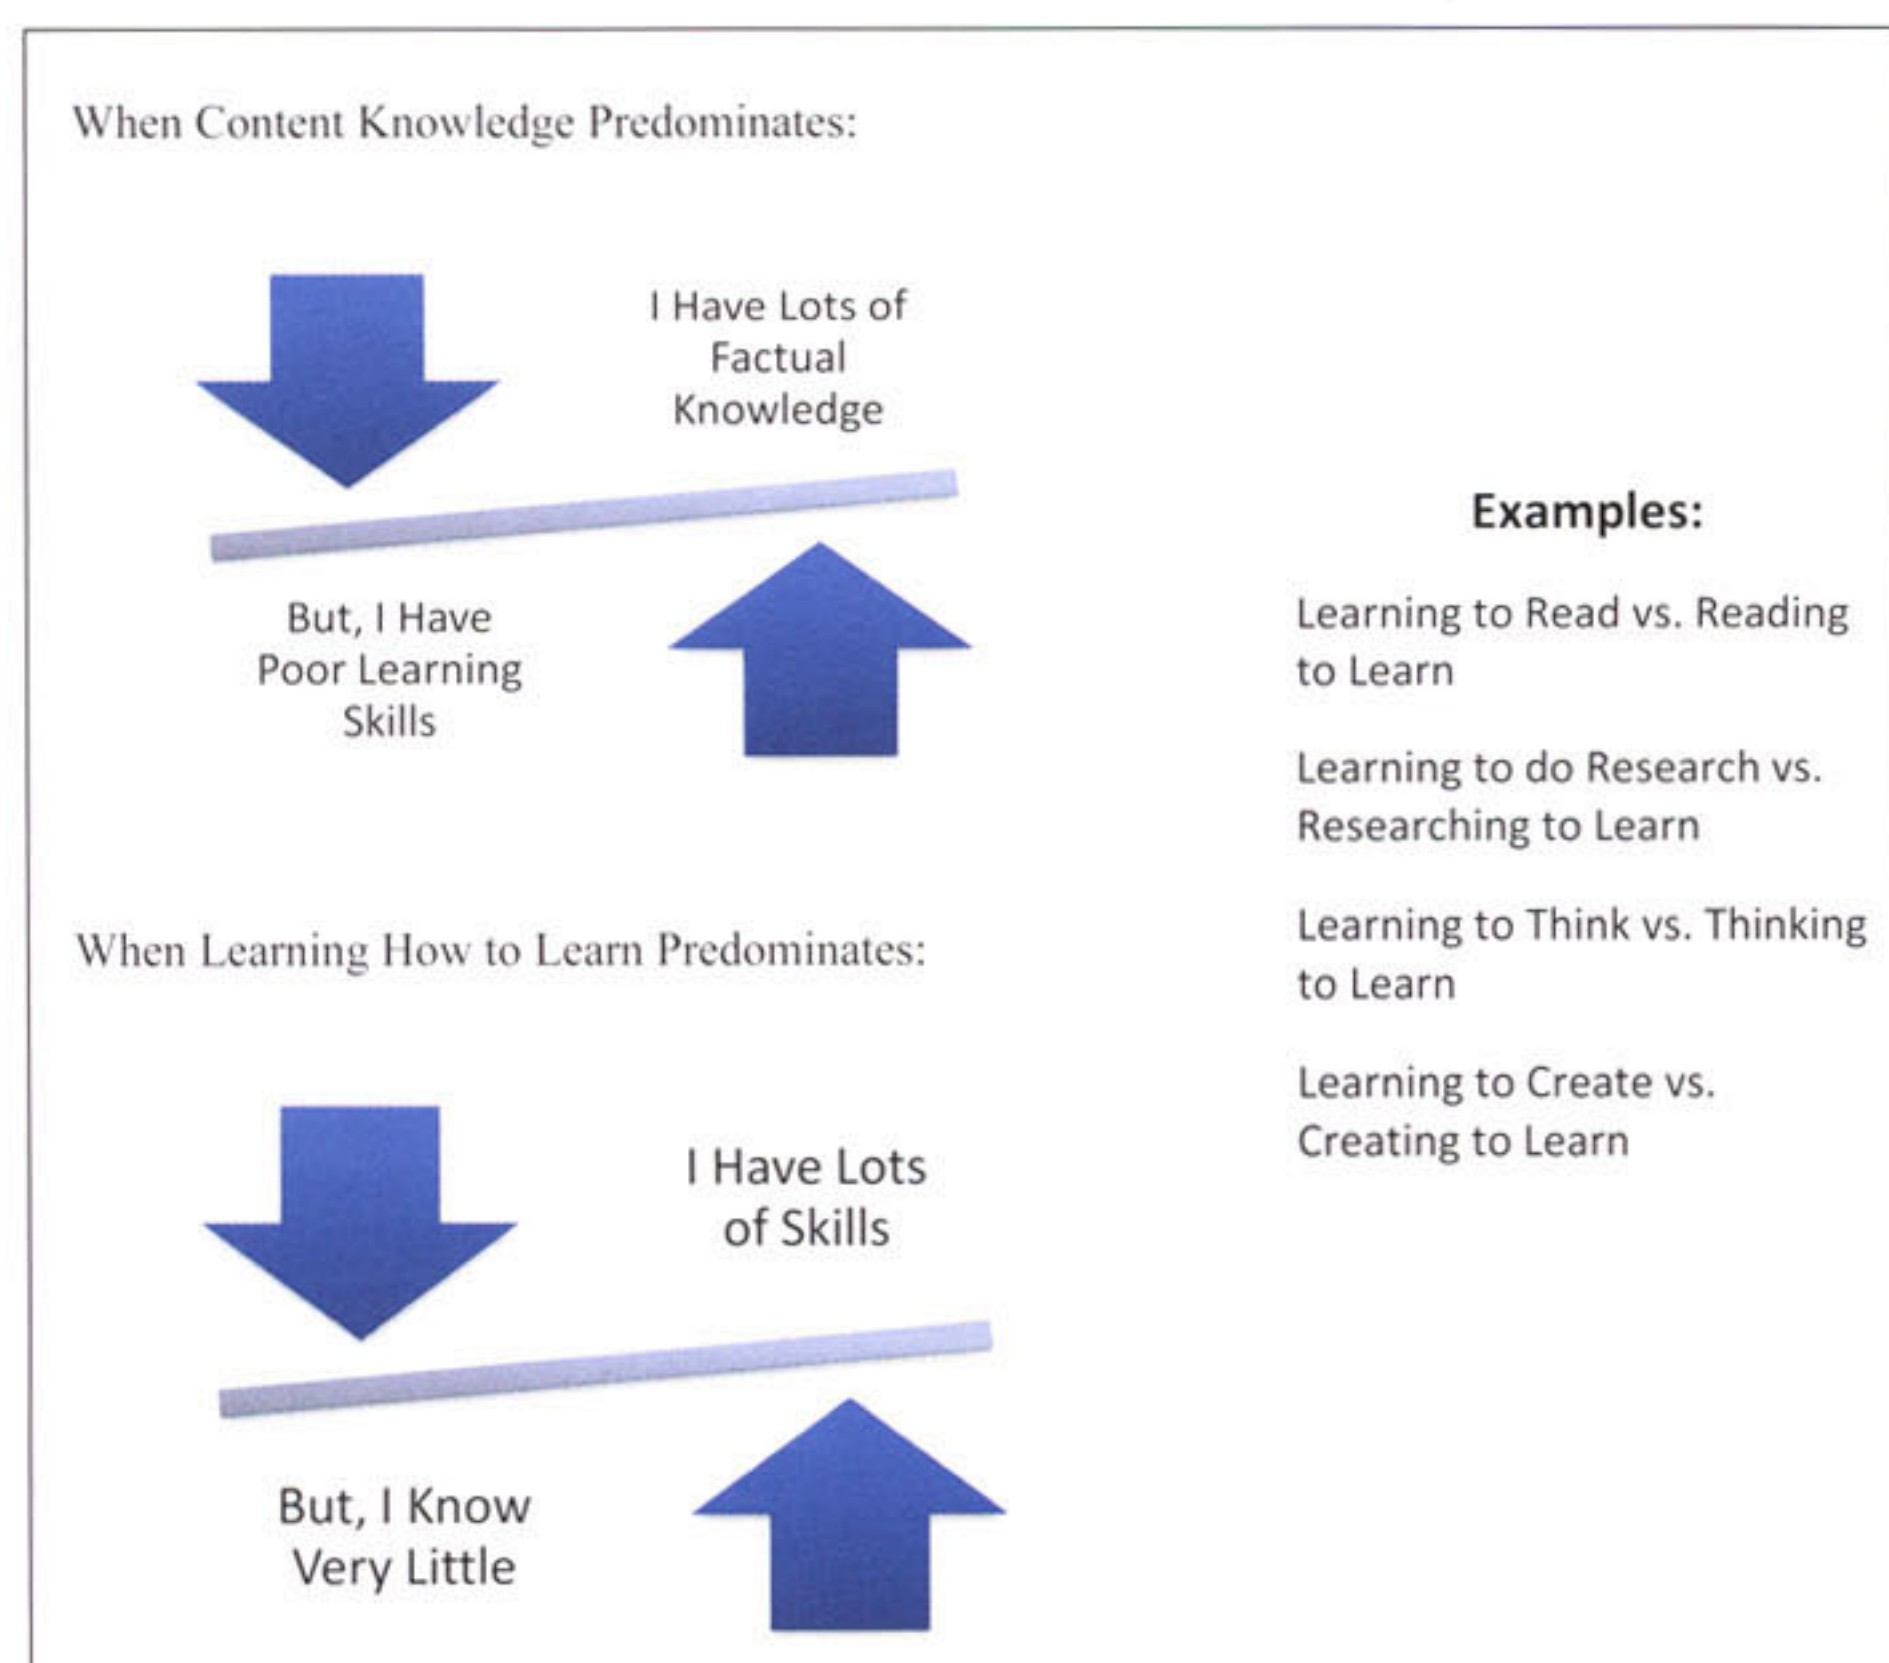 When Content Knowledge Predominates:
I Have Lots of
Factual
Knowledge
But, I Have
Poor Learning
Skills
When Learning How to Learn Predominates:
I Have Lots
of Skills
But, I Know
Very Little
Examples:
Learning to Read vs. Reading
to Learn
Learning to do Research vs.
Researching to Learn
Learning to Think vs. Thinking
to Learn
Learning to Create vs.
Creating to Learn